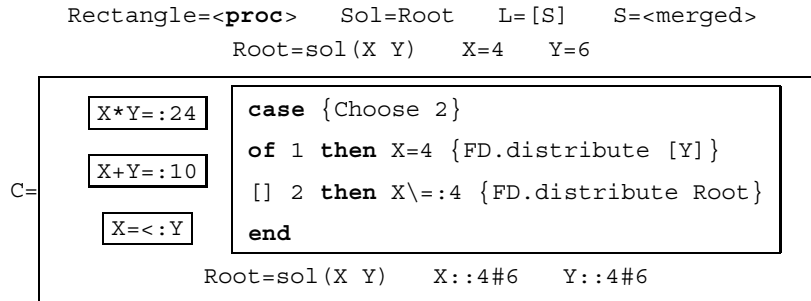 Rectangle=<proc> Sol=Root L=[S] S=<merged>
Root=sol(X Y) X=4 Y=6
C=
X*Y=:24
X+Y=:10
X=<:Y
case {Choose 2}
of 1 then X=4 {FD.distribute [Y]}
[] 2 then X\=:4 {FD.distribute Root}
end
Root=sol(X Y) X::4#6 Y::4#6